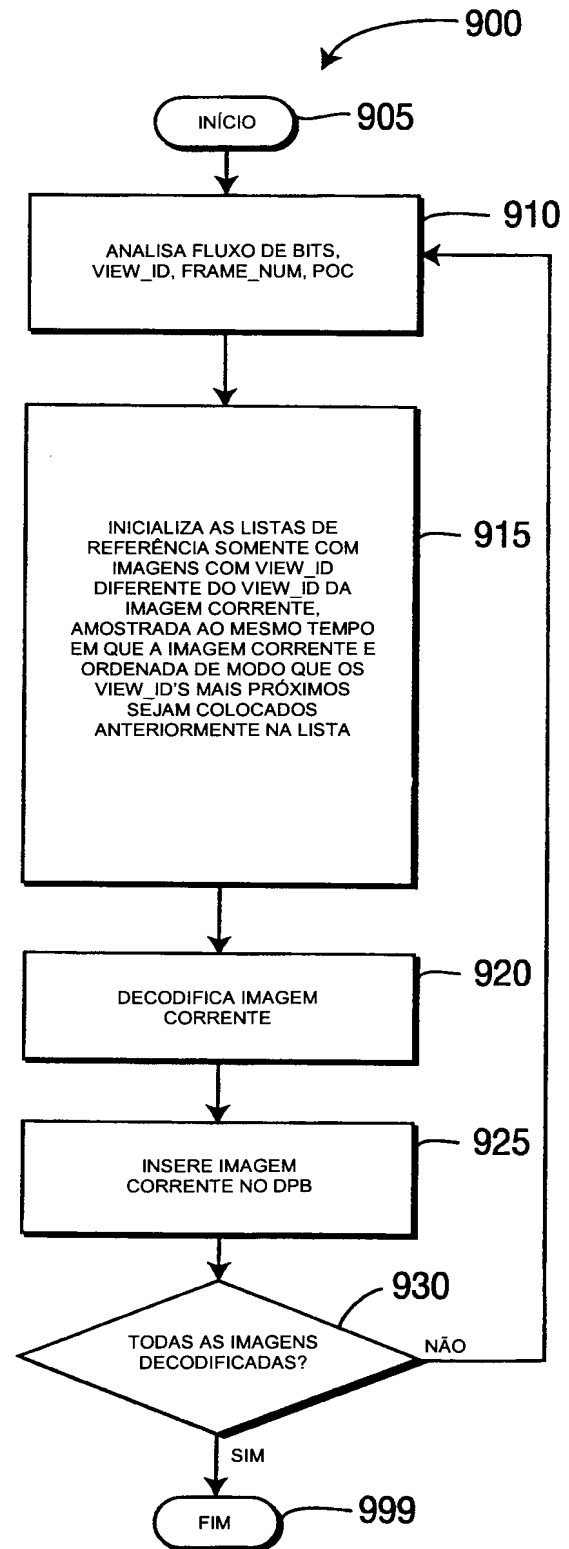 900
INÍCIO
905
910
ANALISA FLUXO DE BITS,
VIEW_ID, FRAME_NUM, POC
INICIALIZA AS LISTAS DE
REFERÊNCIA SOMENTE COM
IMAGENS COM VIEW_ID
DIFERENTE DO VIEW_ID DA
IMAGEM CORRENTE,
AMOSTRADA AO MESMO TEMPO
EM QUE A IMAGEM CORRENTE E
ORDENADA DE MODO QUE OS
VIEW_ID'S MAIS PRÓXIMOS
SEJAM COLOCADOS
ANTERIORMENTE NA LISTA
915
DECODIFICA IMAGEM
CORRENTE
920
INSERE IMAGEM
CORRENTE NO DPB
925
930
TODAS AS IMAGENS
DECODIFICADAS?
NÃO
SIM
FIM
999